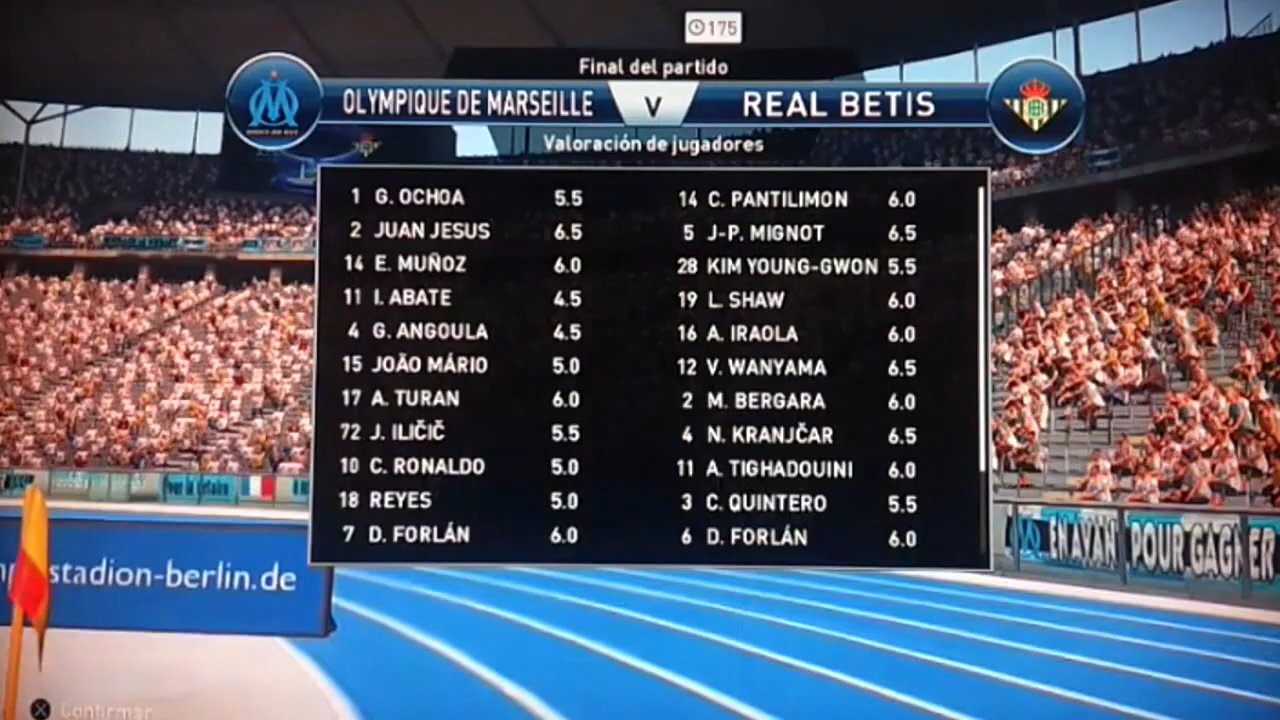 175
Final del partido
OLYMPIQUE DE MARSEILLE V REAL BETIS
Valoración de jugadores
1 G. OCHOA 5.5 14 C. PANTILIMON 6.0
2 JUAN JESUS 6.5 5 J-P. MIGNOT 6.5
14 E. MUÑOZ 6.0 28 KIM YOUNG-GWON 5.5
11 I. ABATE 4.5 19 L. SHAW 6.0
4 G. ANGOULA 4.5 16 A. IRAOLA 6.0
15 JOÃO MÁRIO 5.0 12 V. WANYAMA 6.5
17 A. TURAN 6.0 2 M. BERGARA 6.0
72 J. ILIČIČ 5.5 4 N. KRANJČAR 6.5
10 C. RONALDO 5.0 11 A. TIGHADOUINI 6.0
18 REYES 5.0 3 C. QUINTERO 5.5
7 D. FORLÁN 6.0 6 D. FORLÁN 6.0
EN AVAN POUR GAGNER
stadion-berlin.de
Confirmar